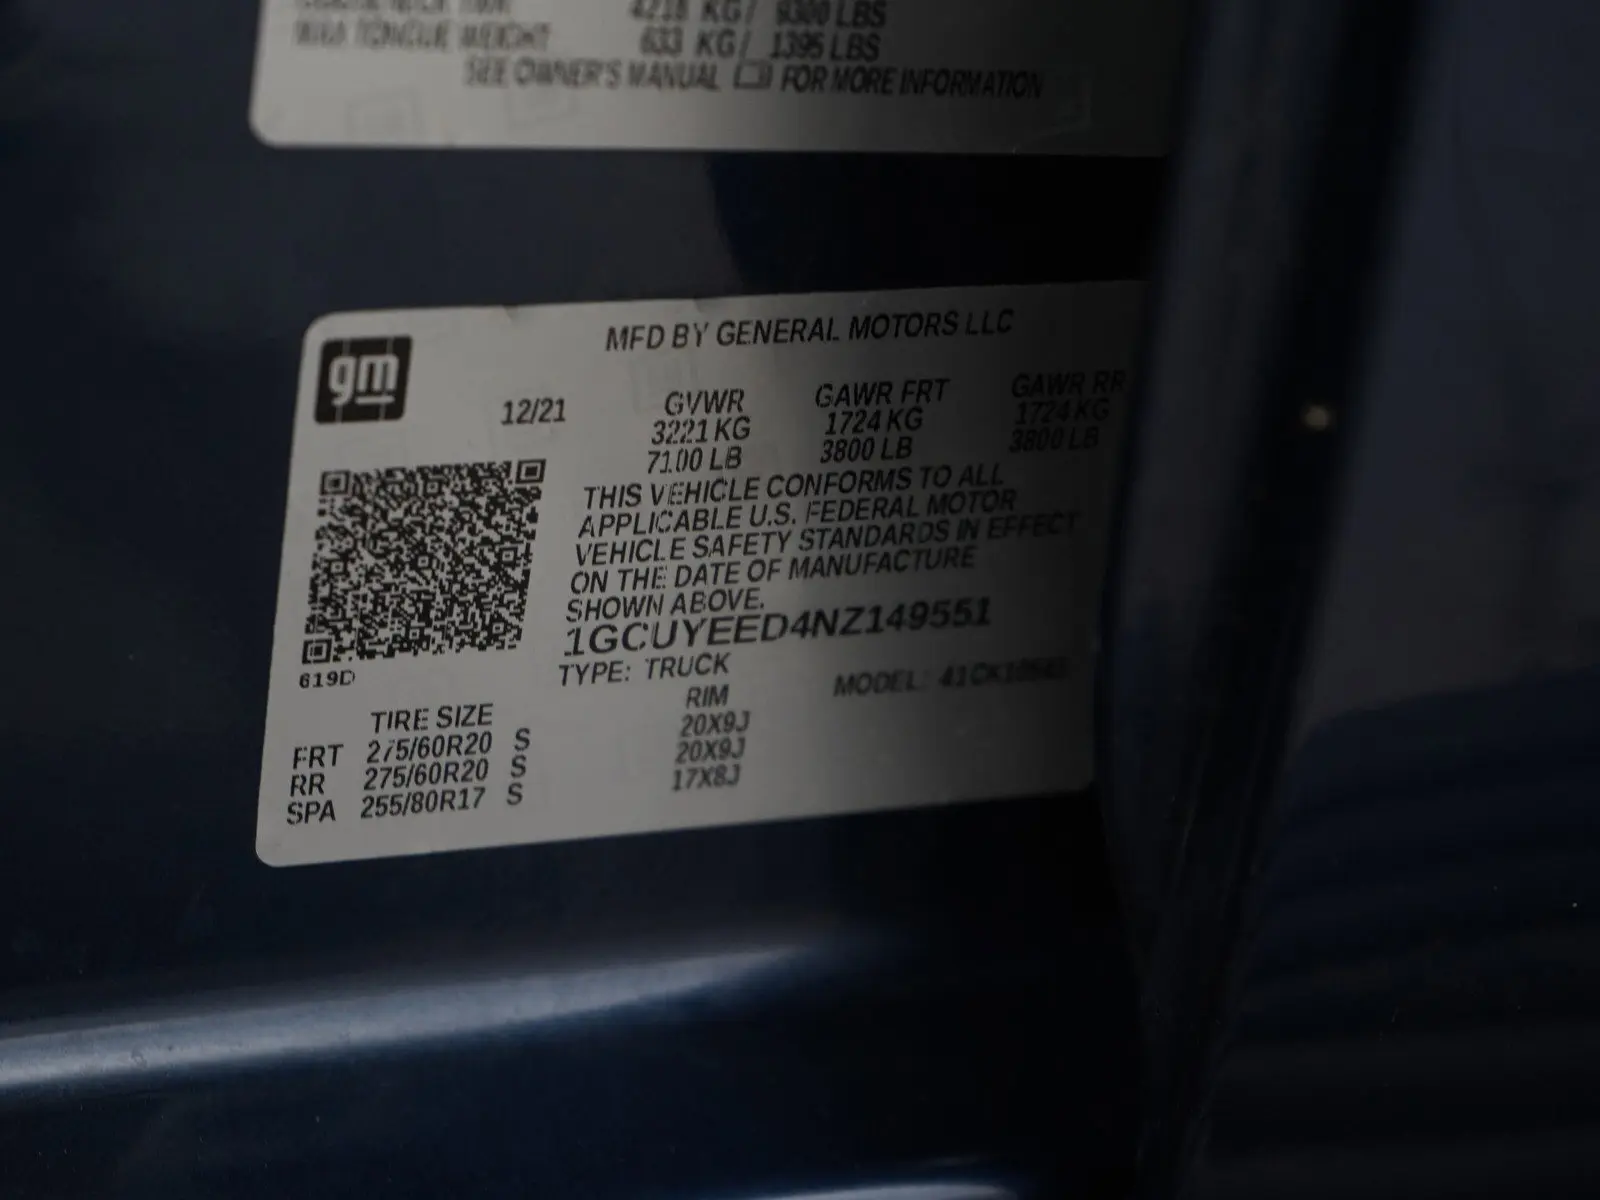 4218 KG/ 9300 LBS
MAX TONGUE WEIGHT 633 KG/ 1395 LBS
SEE OWNER'S MANUAL FOR MORE INFORMATION
gm
MFD BY GENERAL MOTORS LLC
12/21 GVWR GAWR FRT GAWR RR
3221 KG 1724 KG 1724 KG
7100 LB 3800 LB 3800 LB
THIS VEHICLE CONFORMS TO ALL
APPLICABLE U.S. FEDERAL MOTOR
VEHICLE SAFETY STANDARDS IN EFFECT
ON THE DATE OF MANUFACTURE
SHOWN ABOVE.
1GCUYEED4NZ149551
619D
TYPE: TRUCK MODEL:
TIRE SIZE RIM
FRT 275/60R20 S 20X9J
RR 275/60R20 S 20X9J
SPA 255/80R17 S 17X8J